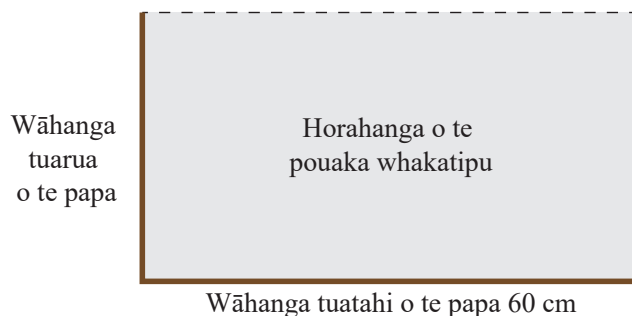 Wāhanga
tuarua
o te papa
Horahanga o te
pouaka whakatipu
Wāhanga tuatahi o te papa 60 cm